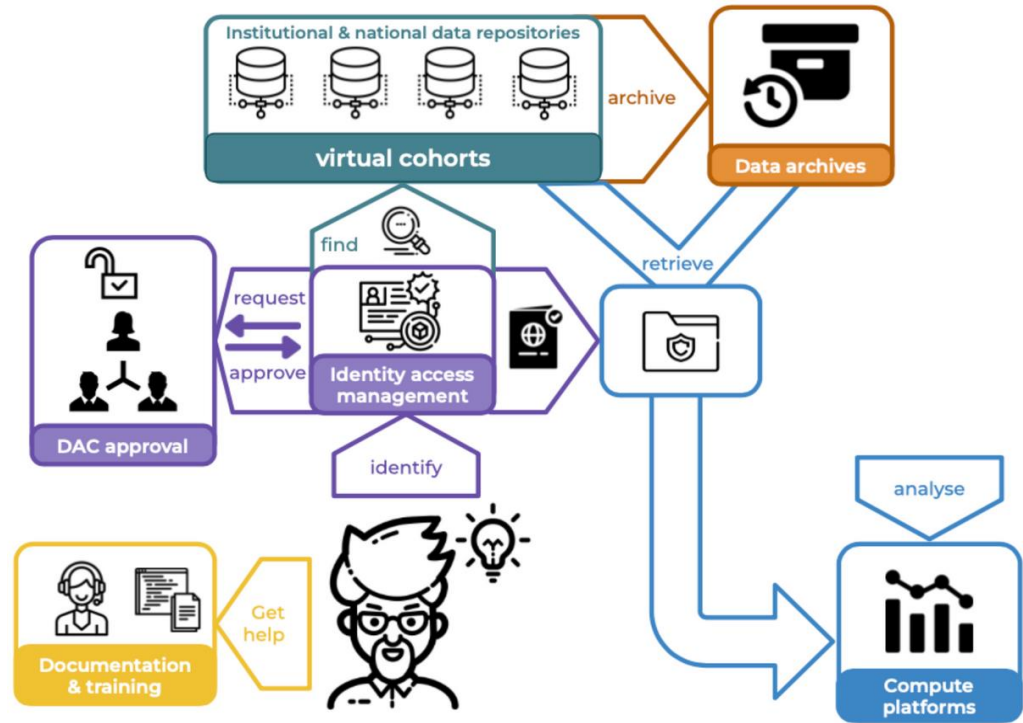 Institutional & national data repositories
virtual cohorts
archive
Data archives
find
retrieve
request
approve
Identity access
management
DAC approval
identify
analyse
Get
help
Documentation
& training
Compute
platforms